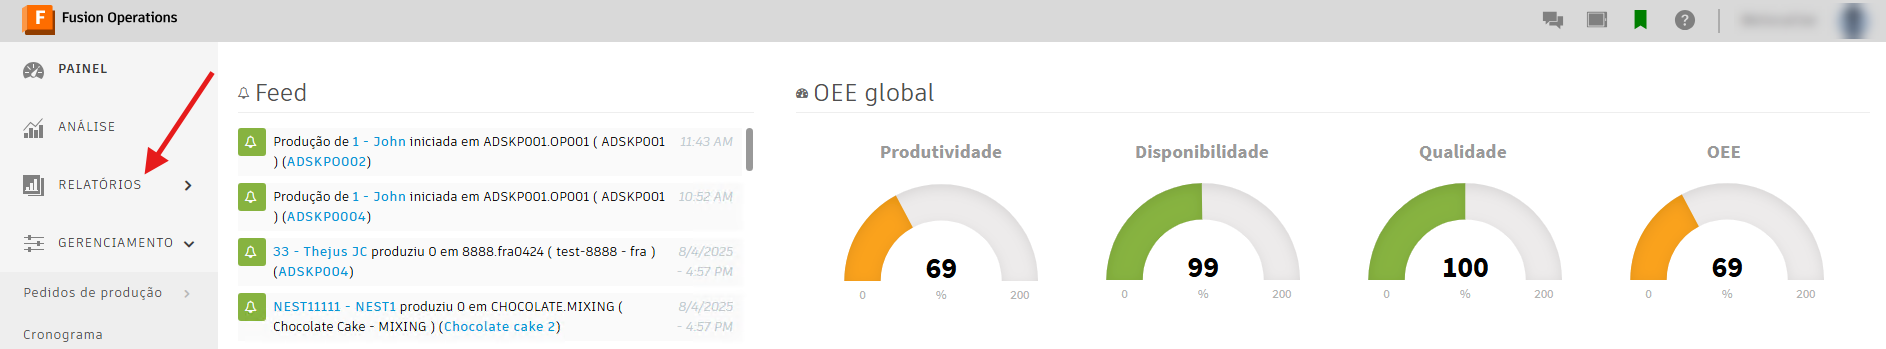 F Fusion Operations
PAINEL
ANÁLISE
RELATÓRIOS
GERENCIAMENTO
Pedidos de produção
Cronograma
Feed
Produção de 1 - John iniciada em ADSKP001.OP001 ( ADSKP001
) (ADSKPO002)
11:43 AM
Produção de 1 - John iniciada em ADSKP001.OP001 ( ADSKP001
) (ADSKP0004)
10:52 AM
33 - Thejus JC produziu 0 em 8888.fra0424 ( test-8888 - fra )
(ADSKP004)
8/4/2025
- 4:57 PM
NEST11111 - NEST1 produziu 0 em CHOCOLATE.MIXING (
Chocolate Cake - MIXING ) (Chocolate cake 2)
8/4/2025
- 4:57 PM
OEE global
Produtividade
69
0 % 200
Disponibilidade
99
0 % 200
Qualidade
100
0 % 200
OEE
69
0 % 200